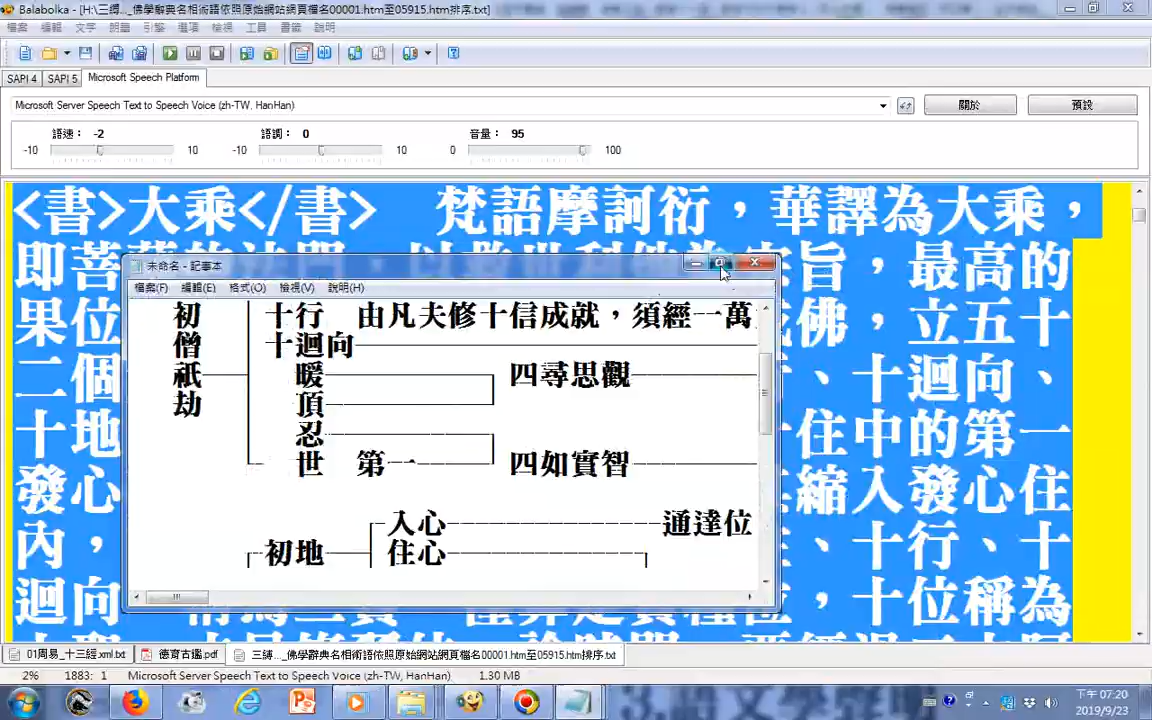 Balabolka - [H:\三縛..._佛學辭典名相術語依照原始網站網頁檔名00001.htm至05915.htm排序.txt]
檔案 編輯 文字 朗讀 引擎 選項 檢視 工具 書籤 說明
SAPI 4 SAPI 5 Microsoft Speech Platform
Microsoft Server Speech Text to Speech Voice (zh-TW, HanHan) 關於 預設
語速： -2 語調： 0 音量： 95
-10 10 -10 10 0 100
<書>大乘</書> 梵語摩訶衍，華譯為大乘，
即菩
旨，最高的
未命名 - 記事本
檔案(F) 編輯(E) 格式(O) 檢視(V) 說明(H)
果位
成佛，立五十
初 十行 由凡夫修十信成就，須經一萬
僧 十迴向
二個
、十迴向、
祇 暖 四尋思觀
劫 頂
十地
十住中的第一
忍
世 第一 四如實智
發心
縮入發心住
內，
、十行、十
入心 通達位
初地 住心
迴向
位，十位稱為
01周易_十三經.xml.txt 德育古鑑.pdf 三縛..._佛學辭典名相術語依照原始網站網頁檔名00001.htm至05915.htm排序.txt
2% 1883: 1 Microsoft Server Speech Text to Speech Voice (zh-TW, HanHan) 1.30 MB
下午 07:20
2019/9/23